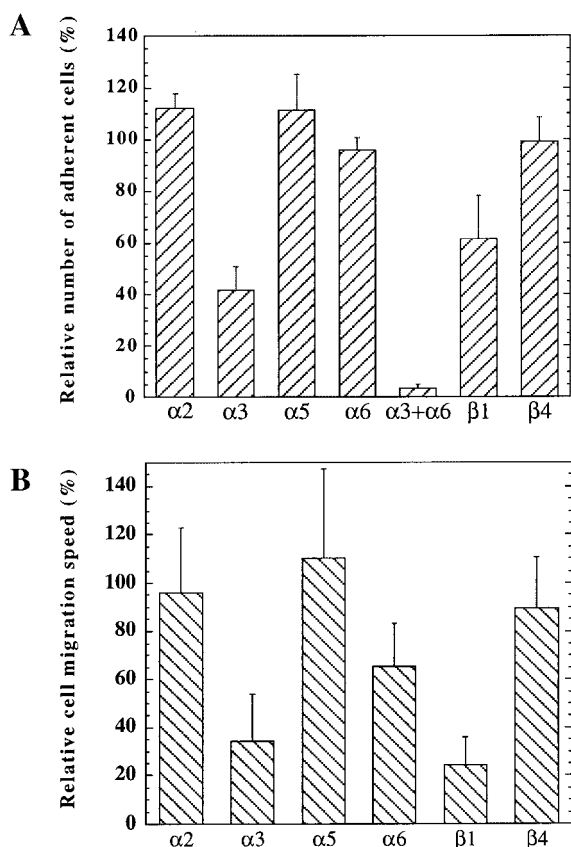 A
Relative number of adherent cells (%)
140
120
100
80
60
40
20
0
α2 α3 α5 α6 α3+α6 β1 β4
B
Relative cell migration speed (%)
140
120
100
80
60
40
20
0
α2 α3 α5 α6 β1 β4